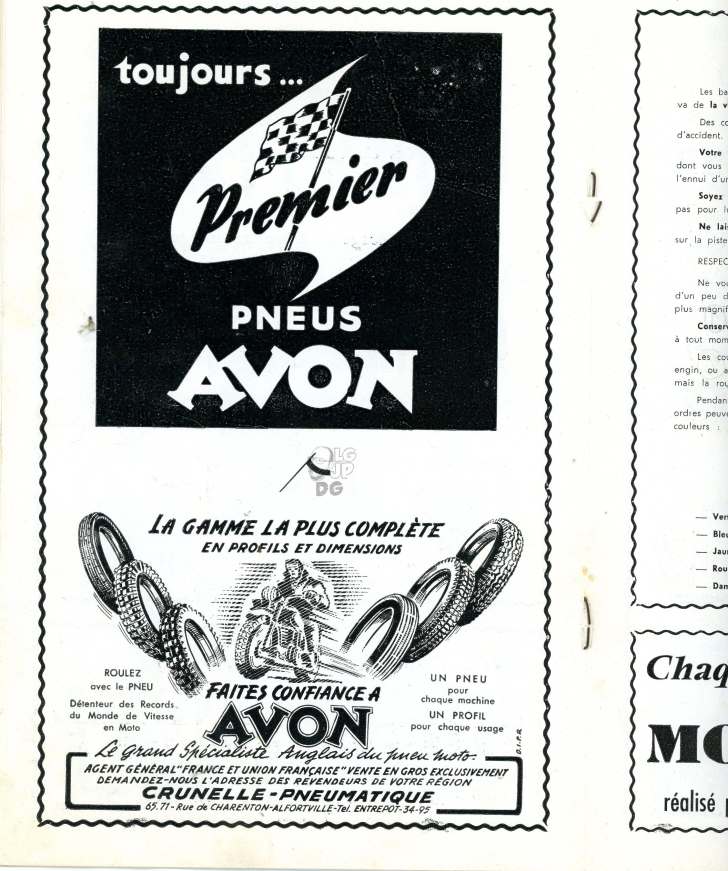 toujours...
Premier
PNEUS
AVON
LA GAMME LA PLUS COMPLÈTE
EN PROFILS ET DIMENSIONS
ROULEZ
avec le PNEU
Détenteur des Records
du Monde de Vitesse
en Moto
UN PNEU
pour
chaque machine
UN PROFIL
pour chaque usage
FAITES CONFIANCE A
AVON
Le grand Spécialiste Anglais du pneu moto.
D.I.P.R
AGENT GÉNÉRAL "FRANCE ET UNION FRANÇAISE" VENTE EN GROS EXCLUSIVEMENT
DEMANDEZ-NOUS L'ADRESSE DES REVENDEURS DE VOTRE RÉGION
CRUNELLE-PNEUMATIQUE
65.71-Rue de CHARENTON-ALFORTVILLE-Tel. ENTREPOT-34-95
Les ba
va de la v
Des co
d'accident.
Votre
dont vous
l'ennui d'un
Soyez
pas pour l
Ne lais
sur la piste
RESPEC
Ne vou
d'un peu d
plus magnif
Conserv
à tout mom
Les cou
engin, ou a
mais la rou
Pendan
ordres peuve
couleurs :
— Ver
— Bleu
— Jau
— Rou
— Dam
Chaq
MO
réalisé p